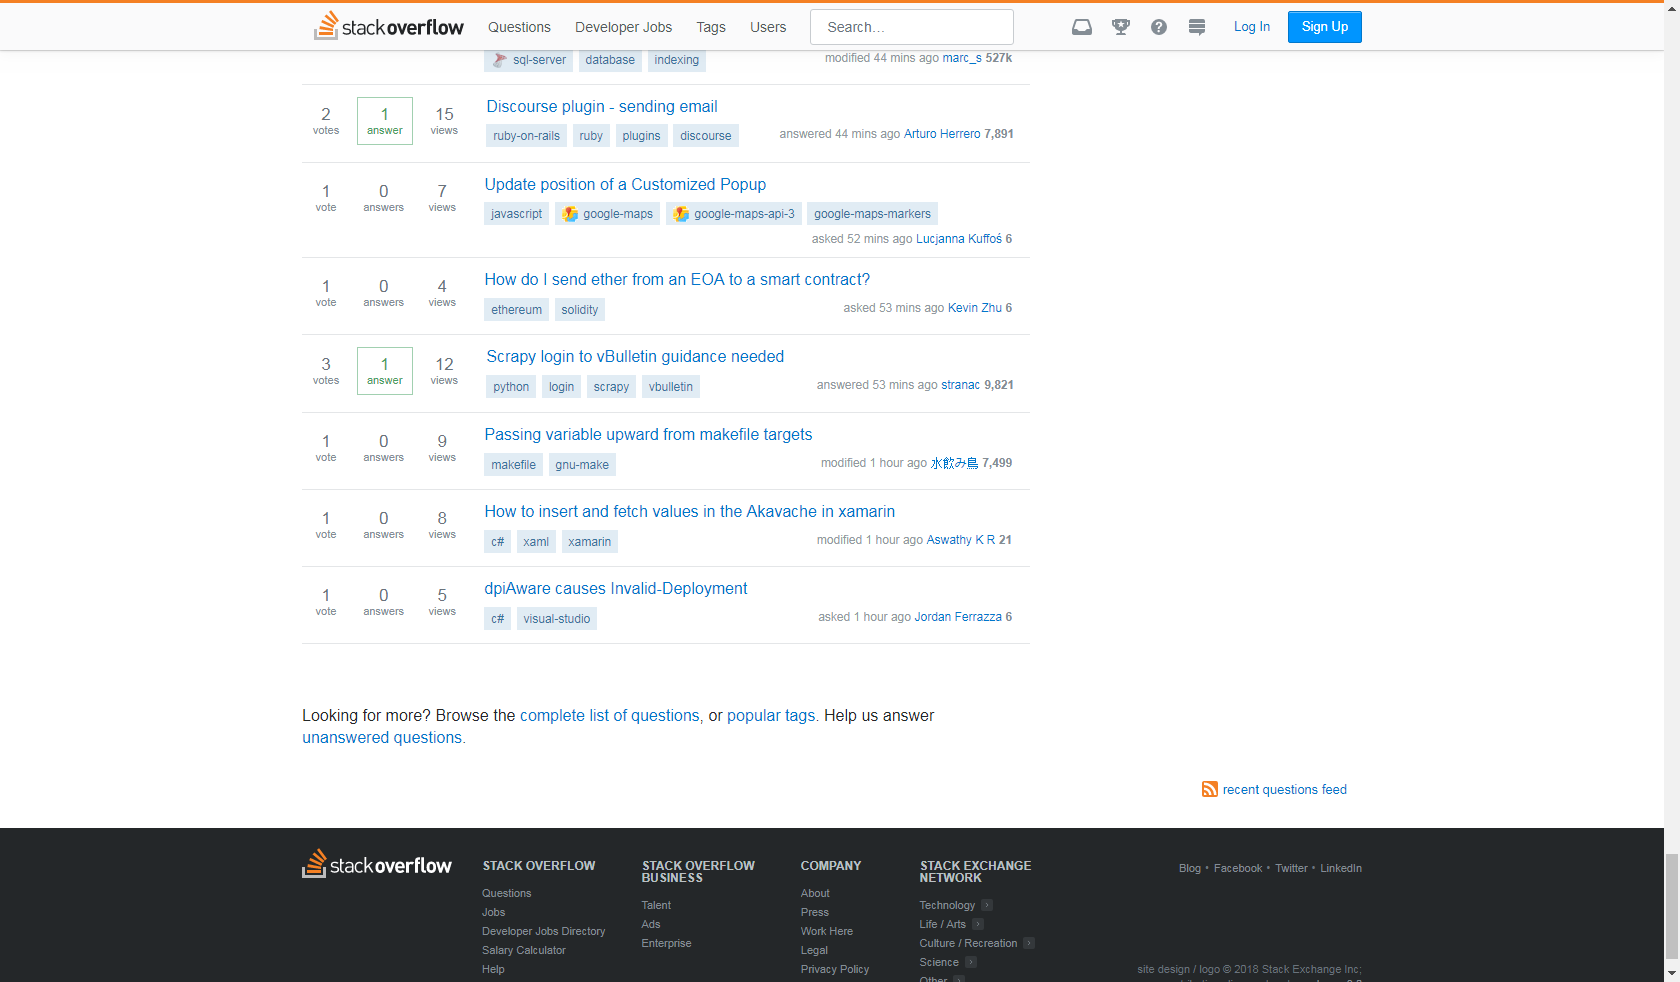 stackoverflow Questions Developer Jobs Tags Users Search... Log In Sign Up
sql-server database indexing modified 44 mins ago marc_s 527k
2 votes 1 answer 15 views Discourse plugin - sending email
ruby-on-rails ruby plugins discourse answered 44 mins ago Arturo Herrero 7,891
1 vote 0 answers 7 views Update position of a Customized Popup
javascript google-maps google-maps-api-3 google-maps-markers
asked 52 mins ago Lucjanna Kuffoś 6
1 vote 0 answers 4 views How do I send ether from an EOA to a smart contract?
ethereum solidity asked 53 mins ago Kevin Zhu 6
3 votes 1 answer 12 views Scrapy login to vBulletin guidance needed
python login scrapy vbulletin answered 53 mins ago stranac 9,821
1 vote 0 answers 9 views Passing variable upward from makefile targets
makefile gnu-make modified 1 hour ago 水飲み鳥 7,499
1 vote 0 answers 8 views How to insert and fetch values in the Akavache in xamarin
c# xaml xamarin modified 1 hour ago Aswathy K R 21
1 vote 0 answers 5 views dpiAware causes Invalid-Deployment
c# visual-studio asked 1 hour ago Jordan Ferrazza 6
Looking for more? Browse the complete list of questions, or popular tags. Help us answer
unanswered questions.
recent questions feed
stackoverflow
STACK OVERFLOW
Questions
Jobs
Developer Jobs Directory
Salary Calculator
Help
STACK OVERFLOW
BUSINESS
Talent
Ads
Enterprise
COMPANY
About
Press
Work Here
Legal
Privacy Policy
STACK EXCHANGE
NETWORK
Technology
Life / Arts
Culture / Recreation
Science
Other
Blog • Facebook • Twitter • LinkedIn
site design / logo © 2018 Stack Exchange Inc;